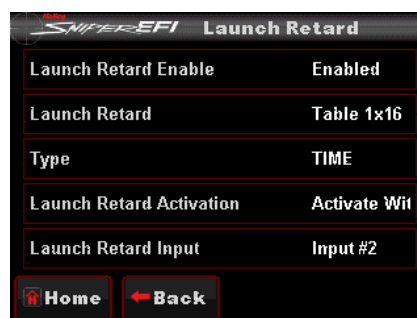 Holley
SNIPER EFI Launch Retard
Launch Retard Enable Enabled
Launch Retard Table 1x16
Type TIME
Launch Retard Activation Activate Wit
Launch Retard Input Input #2
Home Back